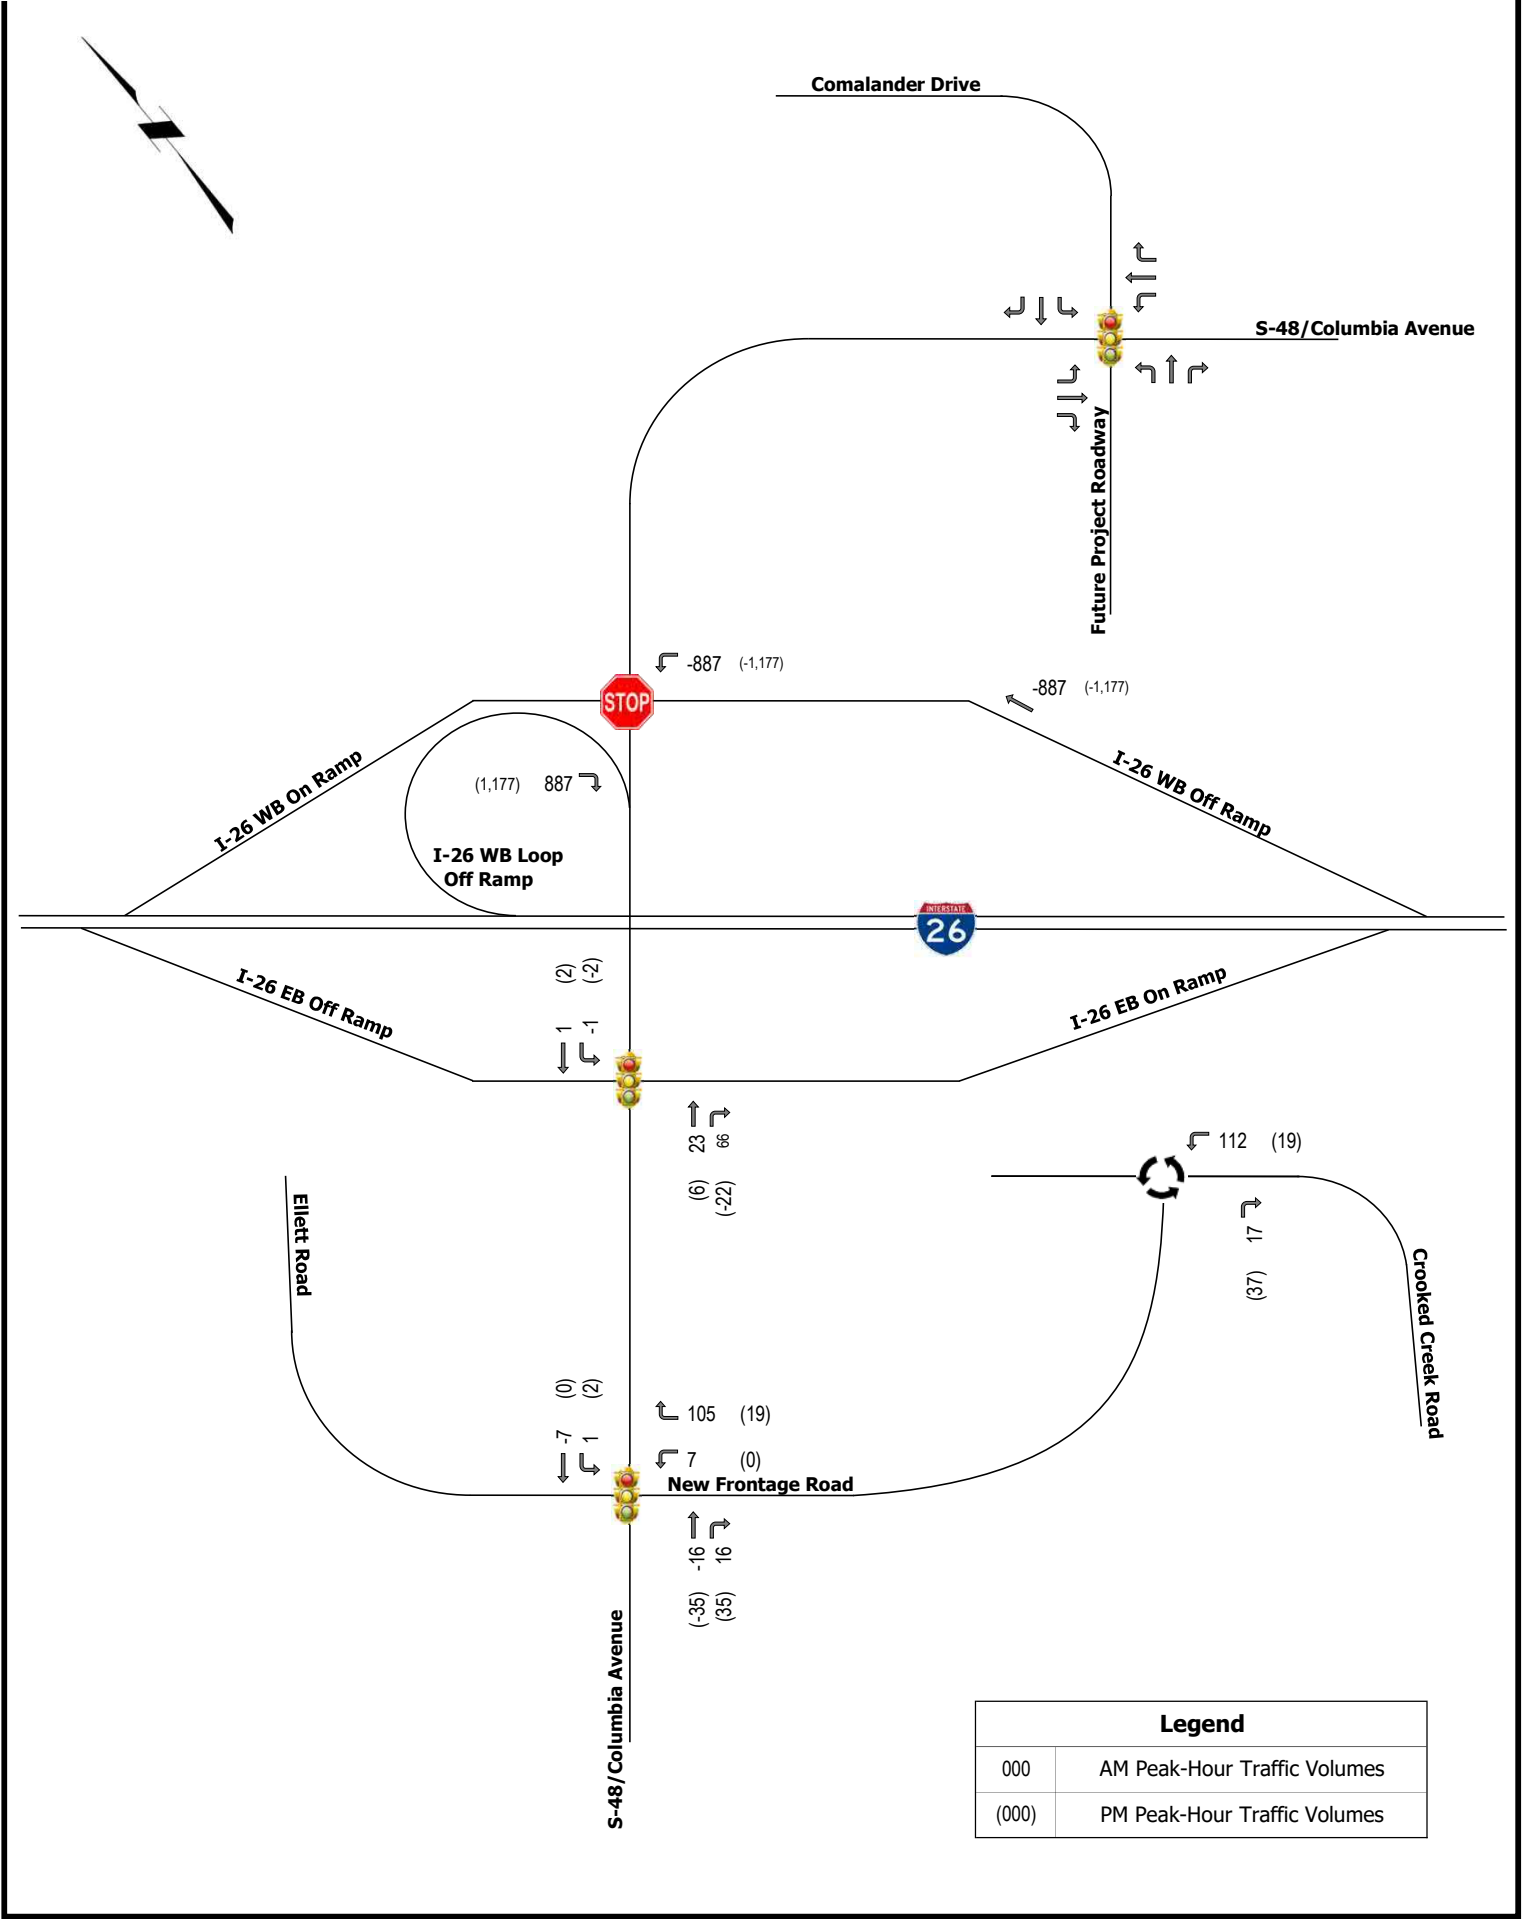 Comalander Drive
S-48/Columbia Avenue
Future Project Roadway
-887 (-1,177)
-887 (-1,177)
STOP
I-26 WB On Ramp
I-26 WB Off Ramp
(1,177) 887
I-26 WB Loop
Off Ramp
INTERSTATE
26
(2) 1
(-2) -1
I-26 EB Off Ramp
I-26 EB On Ramp
(6) 23
(-22) 66
112 (19)
(37) 17
Ellett Road
Crooked Creek Road
(0) -7
(2) 1
105 (19)
7 (0)
New Frontage Road
(-35) -16
(35) 16
S-48/Columbia Avenue
Legend
000 AM Peak-Hour Traffic Volumes
(000) PM Peak-Hour Traffic Volumes